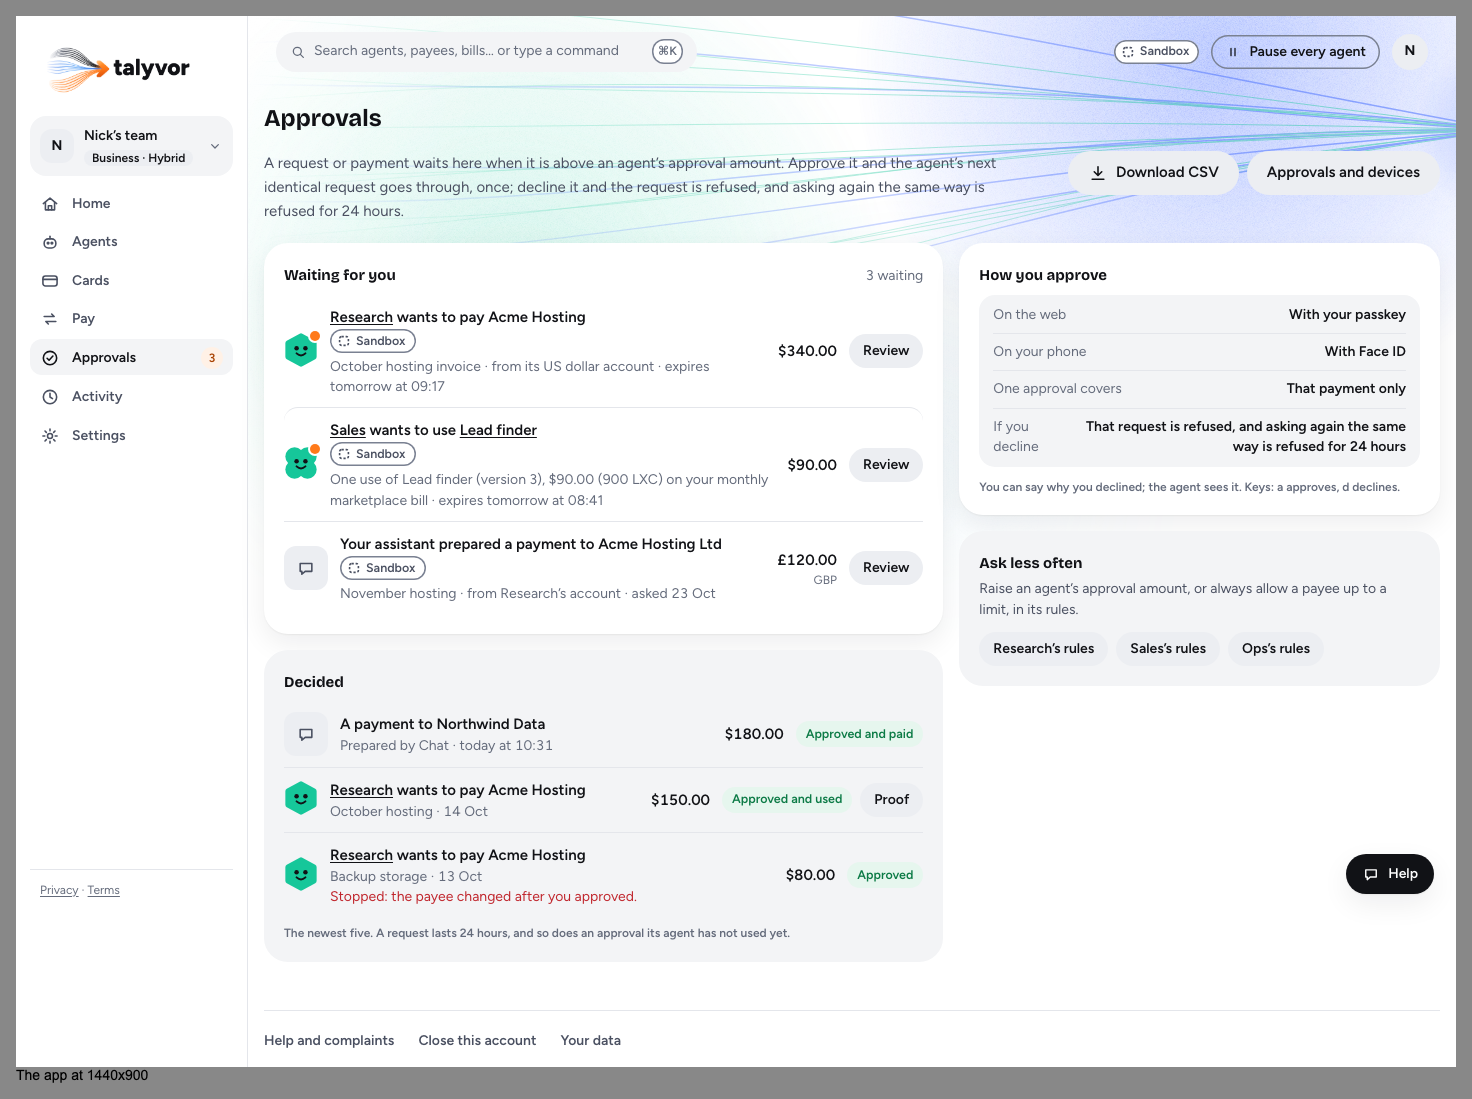 talyvor
Search agents, payees, bills... or type a command
⌘K
Sandbox
Pause every agent
N
N
Nick's team
Business · Hybrid
Home
Agents
Cards
Pay
Approvals
3
Activity
Settings
Privacy · Terms
Approvals
A request or payment waits here when it is above an agent's approval amount. Approve it and the agent's next
identical request goes through, once; decline it and the request is refused, and asking again the same way is
refused for 24 hours.
Download CSV
Approvals and devices
Waiting for you
3 waiting
Research wants to pay Acme Hosting
Sandbox
October hosting invoice · from its US dollar account · expires
tomorrow at 09:17
$340.00
Review
Sales wants to use Lead finder
Sandbox
One use of Lead finder (version 3), $90.00 (900 LXC) on your monthly
marketplace bill · expires tomorrow at 08:41
$90.00
Review
Your assistant prepared a payment to Acme Hosting Ltd
Sandbox
November hosting · from Research's account · asked 23 Oct
£120.00
GBP
Review
Decided
A payment to Northwind Data
Prepared by Chat · today at 10:31
$180.00
Approved and paid
Research wants to pay Acme Hosting
October hosting · 14 Oct
$150.00
Approved and used
Proof
Research wants to pay Acme Hosting
Backup storage · 13 Oct
Stopped: the payee changed after you approved.
$80.00
Approved
The newest five. A request lasts 24 hours, and so does an approval its agent has not used yet.
How you approve
On the web
With your passkey
On your phone
With Face ID
One approval covers
That payment only
If you
decline
That request is refused, and asking again the same
way is refused for 24 hours
You can say why you declined; the agent sees it. Keys: a approves, d declines.
Ask less often
Raise an agent's approval amount, or always allow a payee up to a
limit, in its rules.
Research's rules
Sales's rules
Ops's rules
Help
Help and complaints
Close this account
Your data
The app at 1440x900